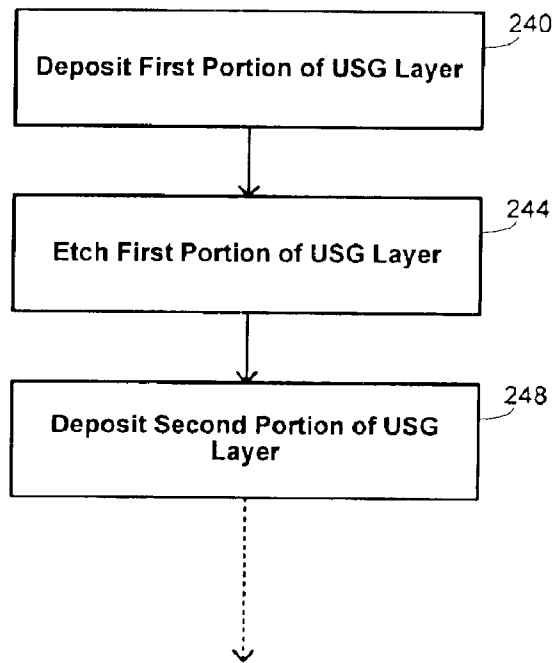 240
Deposit First Portion of USG Layer
244
Etch First Portion of USG Layer
248
Deposit Second Portion of USG
Layer